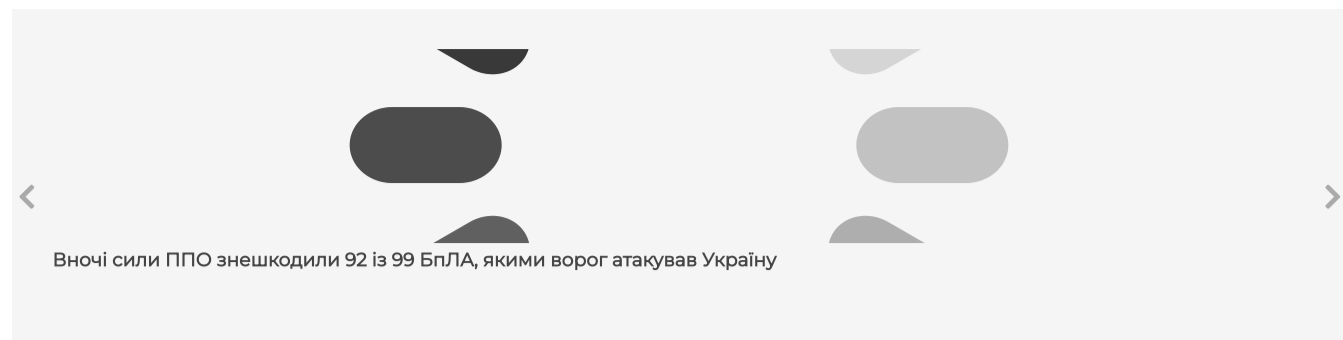 Вночі сили ППО знешкодили 92 із 99 БпЛА, якими ворог атакував Україну